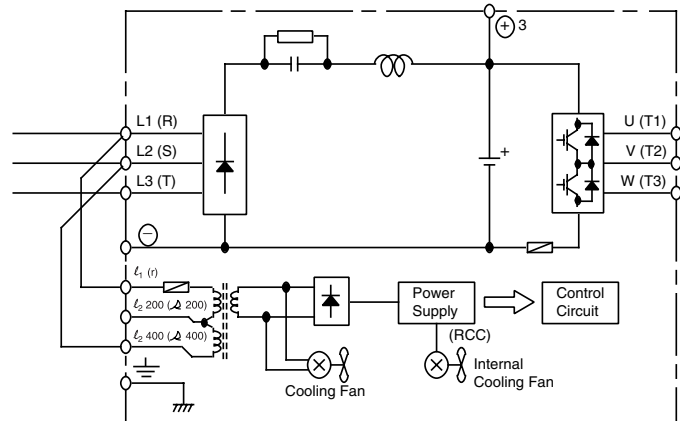 + 3
L1 (R)
L2 (S)
L3 (T)
+
U (T1)
V (T2)
W (T3)
−
ℓ1 (r)
ℓ2 200 (200)
ℓ2 400 (400)
Power
Supply
(RCC)
Control
Circuit
Cooling Fan
Internal
Cooling Fan